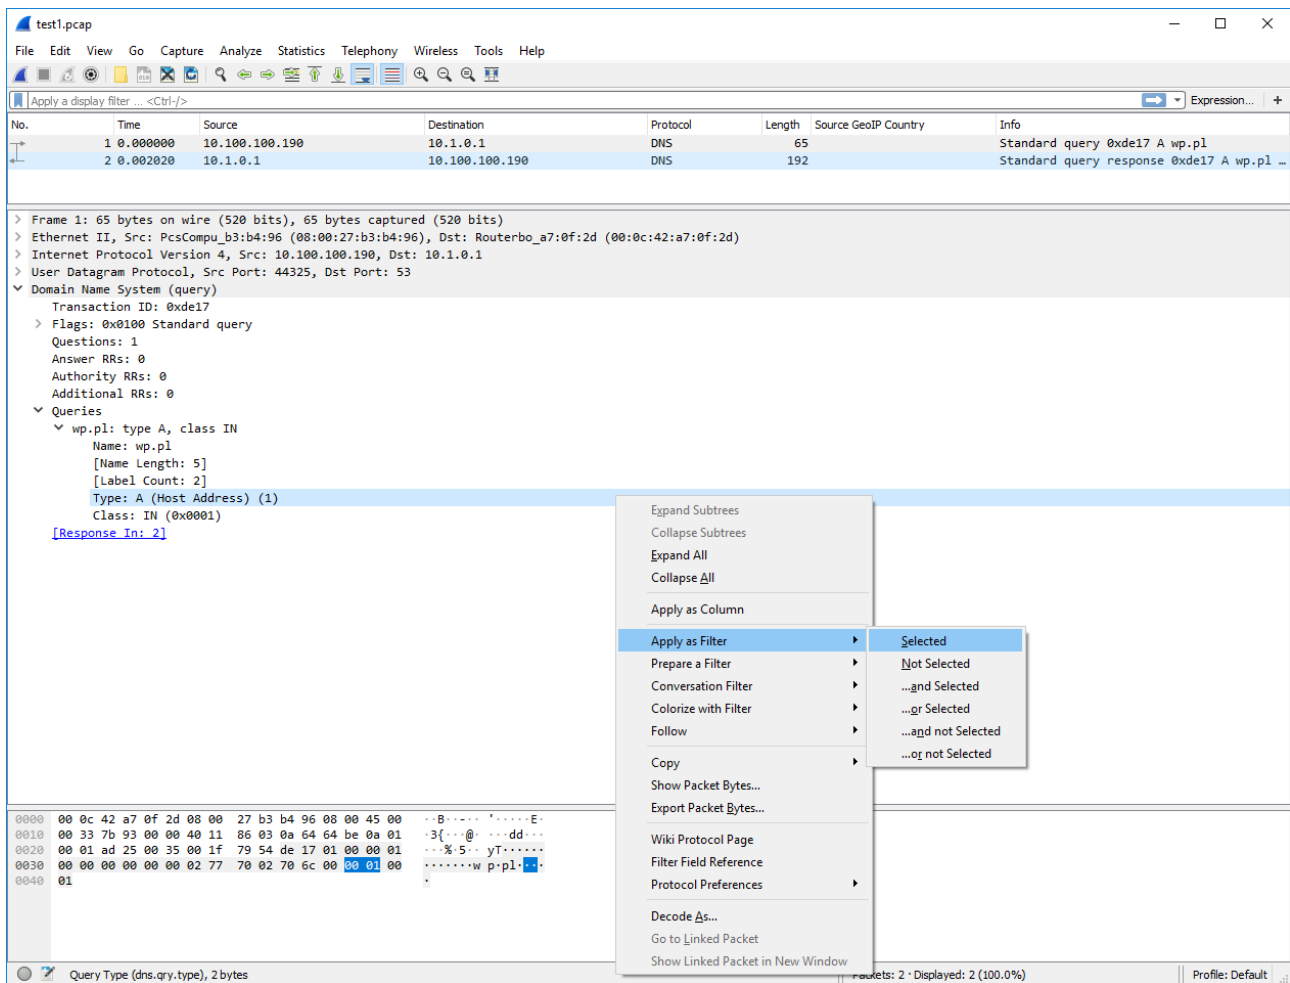 test1.pcap
File Edit View Go Capture Analyze Statistics Telephony Wireless Tools Help
Apply a display filter ... <Ctrl-/> Expression... +
No. Time Source Destination Protocol Length Source GeoIP Country Info
1 0.000000 10.100.100.190 10.1.0.1 DNS 65 Standard query 0xde17 A wp.pl
2 0.002020 10.1.0.1 10.100.100.190 DNS 192 Standard query response 0xde17 A wp.pl …
Frame 1: 65 bytes on wire (520 bits), 65 bytes captured (520 bits)
Ethernet II, Src: PcsCompu_b3:b4:96 (08:00:27:b3:b4:96), Dst: Routerbo_a7:0f:2d (00:0c:42:a7:0f:2d)
Internet Protocol Version 4, Src: 10.100.100.190, Dst: 10.1.0.1
User Datagram Protocol, Src Port: 44325, Dst Port: 53
Domain Name System (query)
Transaction ID: 0xde17
Flags: 0x0100 Standard query
Questions: 1
Answer RRs: 0
Authority RRs: 0
Additional RRs: 0
Queries
wp.pl: type A, class IN
Name: wp.pl
[Name Length: 5]
[Label Count: 2]
Type: A (Host Address) (1)
Class: IN (0x0001)
[Response In: 2]
Expand Subtrees
Collapse Subtrees
Expand All
Collapse All
Apply as Column
Apply as Filter
Prepare a Filter
Conversation Filter
Colorize with Filter
Follow
Copy
Show Packet Bytes...
Export Packet Bytes...
Wiki Protocol Page
Filter Field Reference
Protocol Preferences
Decode As...
Go to Linked Packet
Show Linked Packet in New Window
Selected
Not Selected
...and Selected
...or Selected
...and not Selected
...or not Selected
0000 00 0c 42 a7 0f 2d 08 00 27 b3 b4 96 08 00 45 00 ··B··-·· '·····E·
0010 00 33 7b 93 00 00 40 11 86 03 0a 64 64 be 0a 01 ·3{···@· ···dd···
0020 00 01 ad 25 00 35 00 1f 79 54 de 17 01 00 00 01 ···%·5·· yT······
0030 00 00 00 00 00 00 02 77 70 02 70 6c 00 00 01 00 ·······w p·pl····
0040 01 ·
Query Type (dns.qry.type), 2 bytes
Packets: 2 · Displayed: 2 (100.0%)
Profile: Default